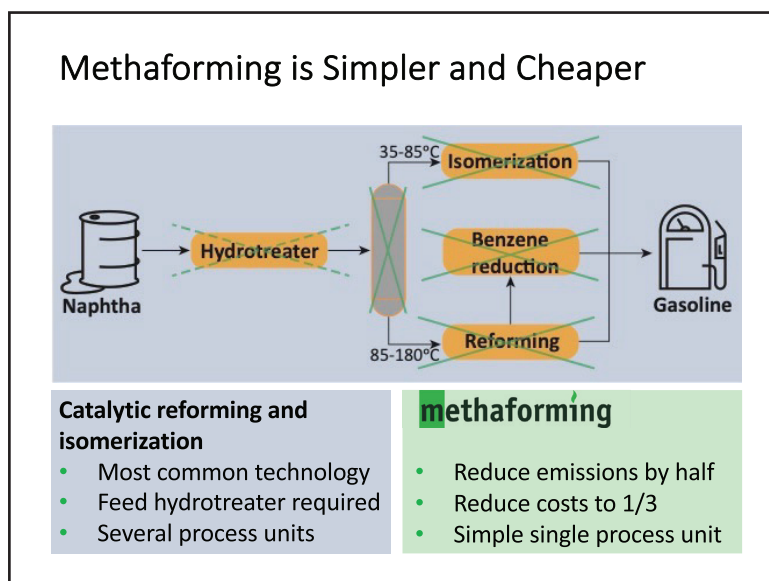 Methaforming is Simpler and Cheaper
35-85°C
Isomerization
Hydrotreater
Benzene
reduction
Naphtha
Gasoline
Reforming
85-180°C
Catalytic reforming and
isomerization
• Most common technology
• Feed hydrotreater required
• Several process units
methaforming
• Reduce emissions by half
• Reduce costs to 1/3
• Simple single process unit